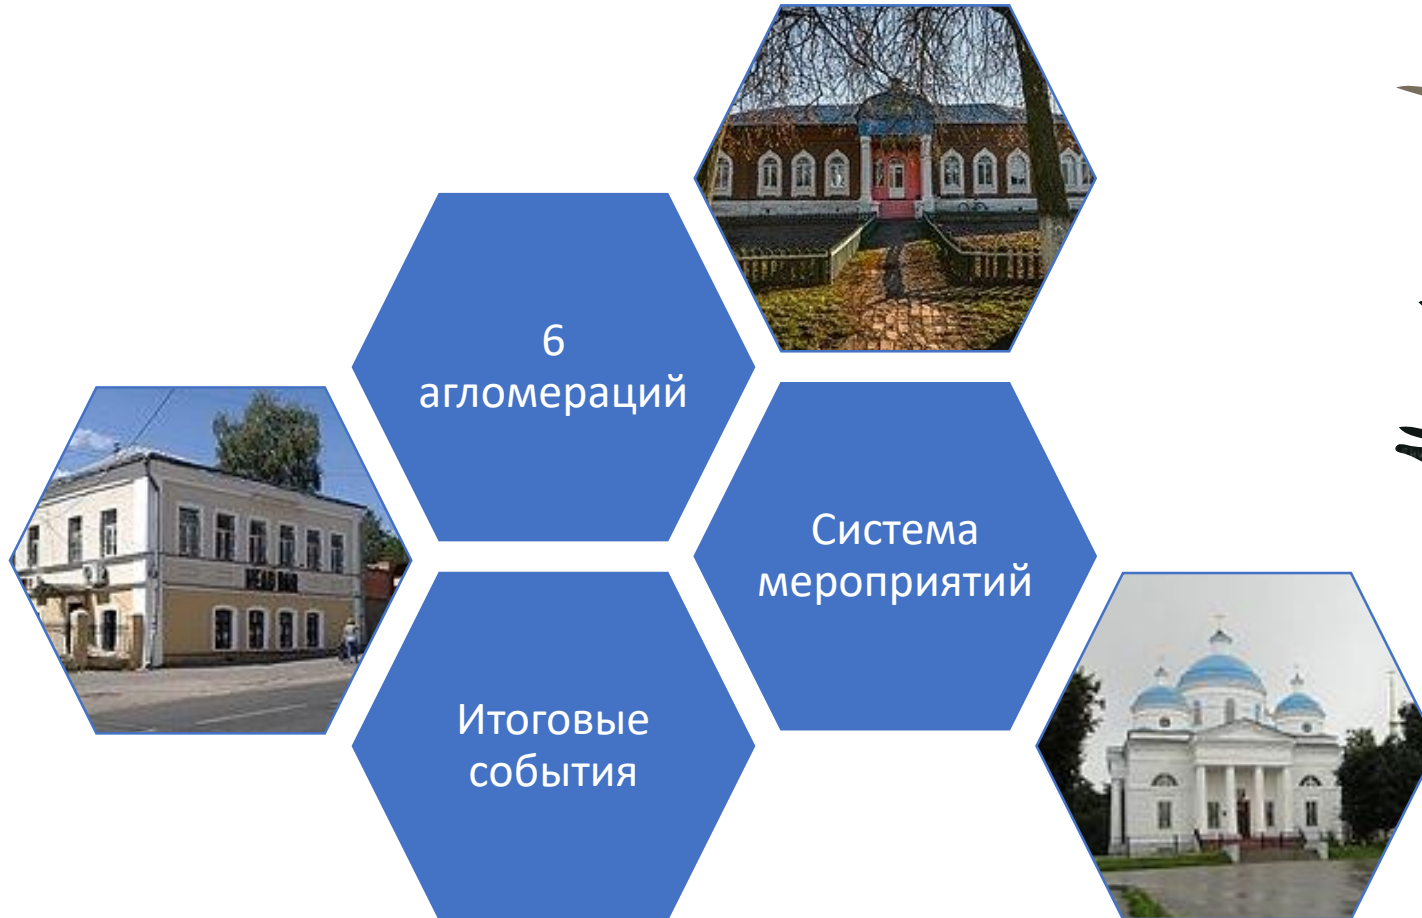 6
агломераций
Система
мероприятий
Итоговые
события